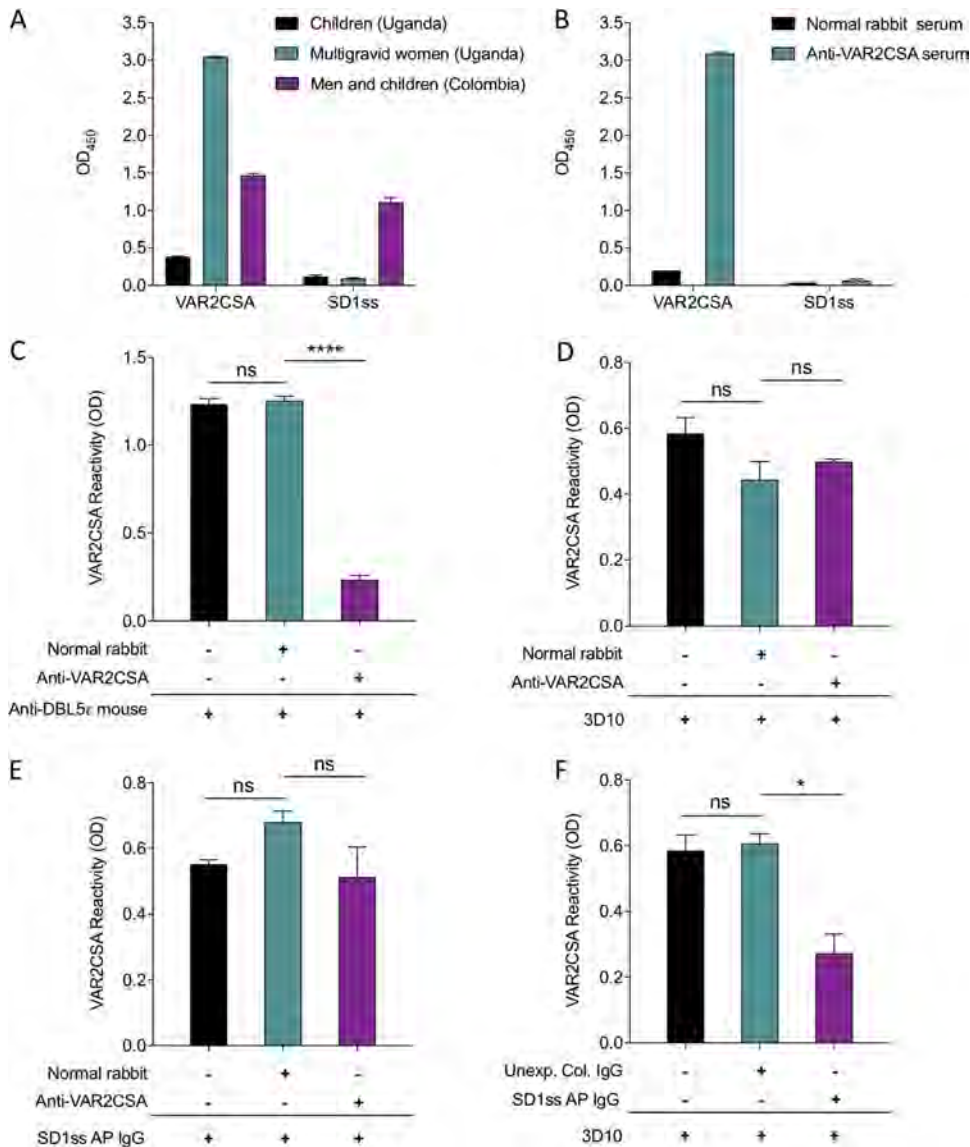 A
3.5
3.0
2.5
2.0
1.5
1.0
0.5
0.0
OD450
Children (Uganda)
Multigravid women (Uganda)
Men and children (Colombia)
VAR2CSA SD1ss
B
3.5
3.0
2.5
2.0
1.5
1.0
0.5
0.0
OD450
Normal rabbit serum
Anti-VAR2CSA serum
VAR2CSA SD1ss
C
1.5
1.0
0.5
0.0
VAR2CSA Reactivity (OD)
ns
****
Normal rabbit - + -
Anti-VAR2CSA - - +
Anti-DBL5ε mouse + + +
D
0.8
0.6
0.4
0.2
0.0
VAR2CSA Reactivity (OD)
ns
ns
Normal rabbit - + -
Anti-VAR2CSA - - +
3D10 + + +
E
0.8
0.6
0.4
0.2
0.0
VAR2CSA Reactivity (OD)
ns
ns
Normal rabbit - + -
Anti-VAR2CSA - - +
SD1ss AP IgG + + +
F
0.8
0.6
0.4
0.2
0.0
VAR2CSA Reactivity (OD)
ns
*
Unexp. Col. IgG - + -
SD1ss AP IgG - - +
3D10 + + +